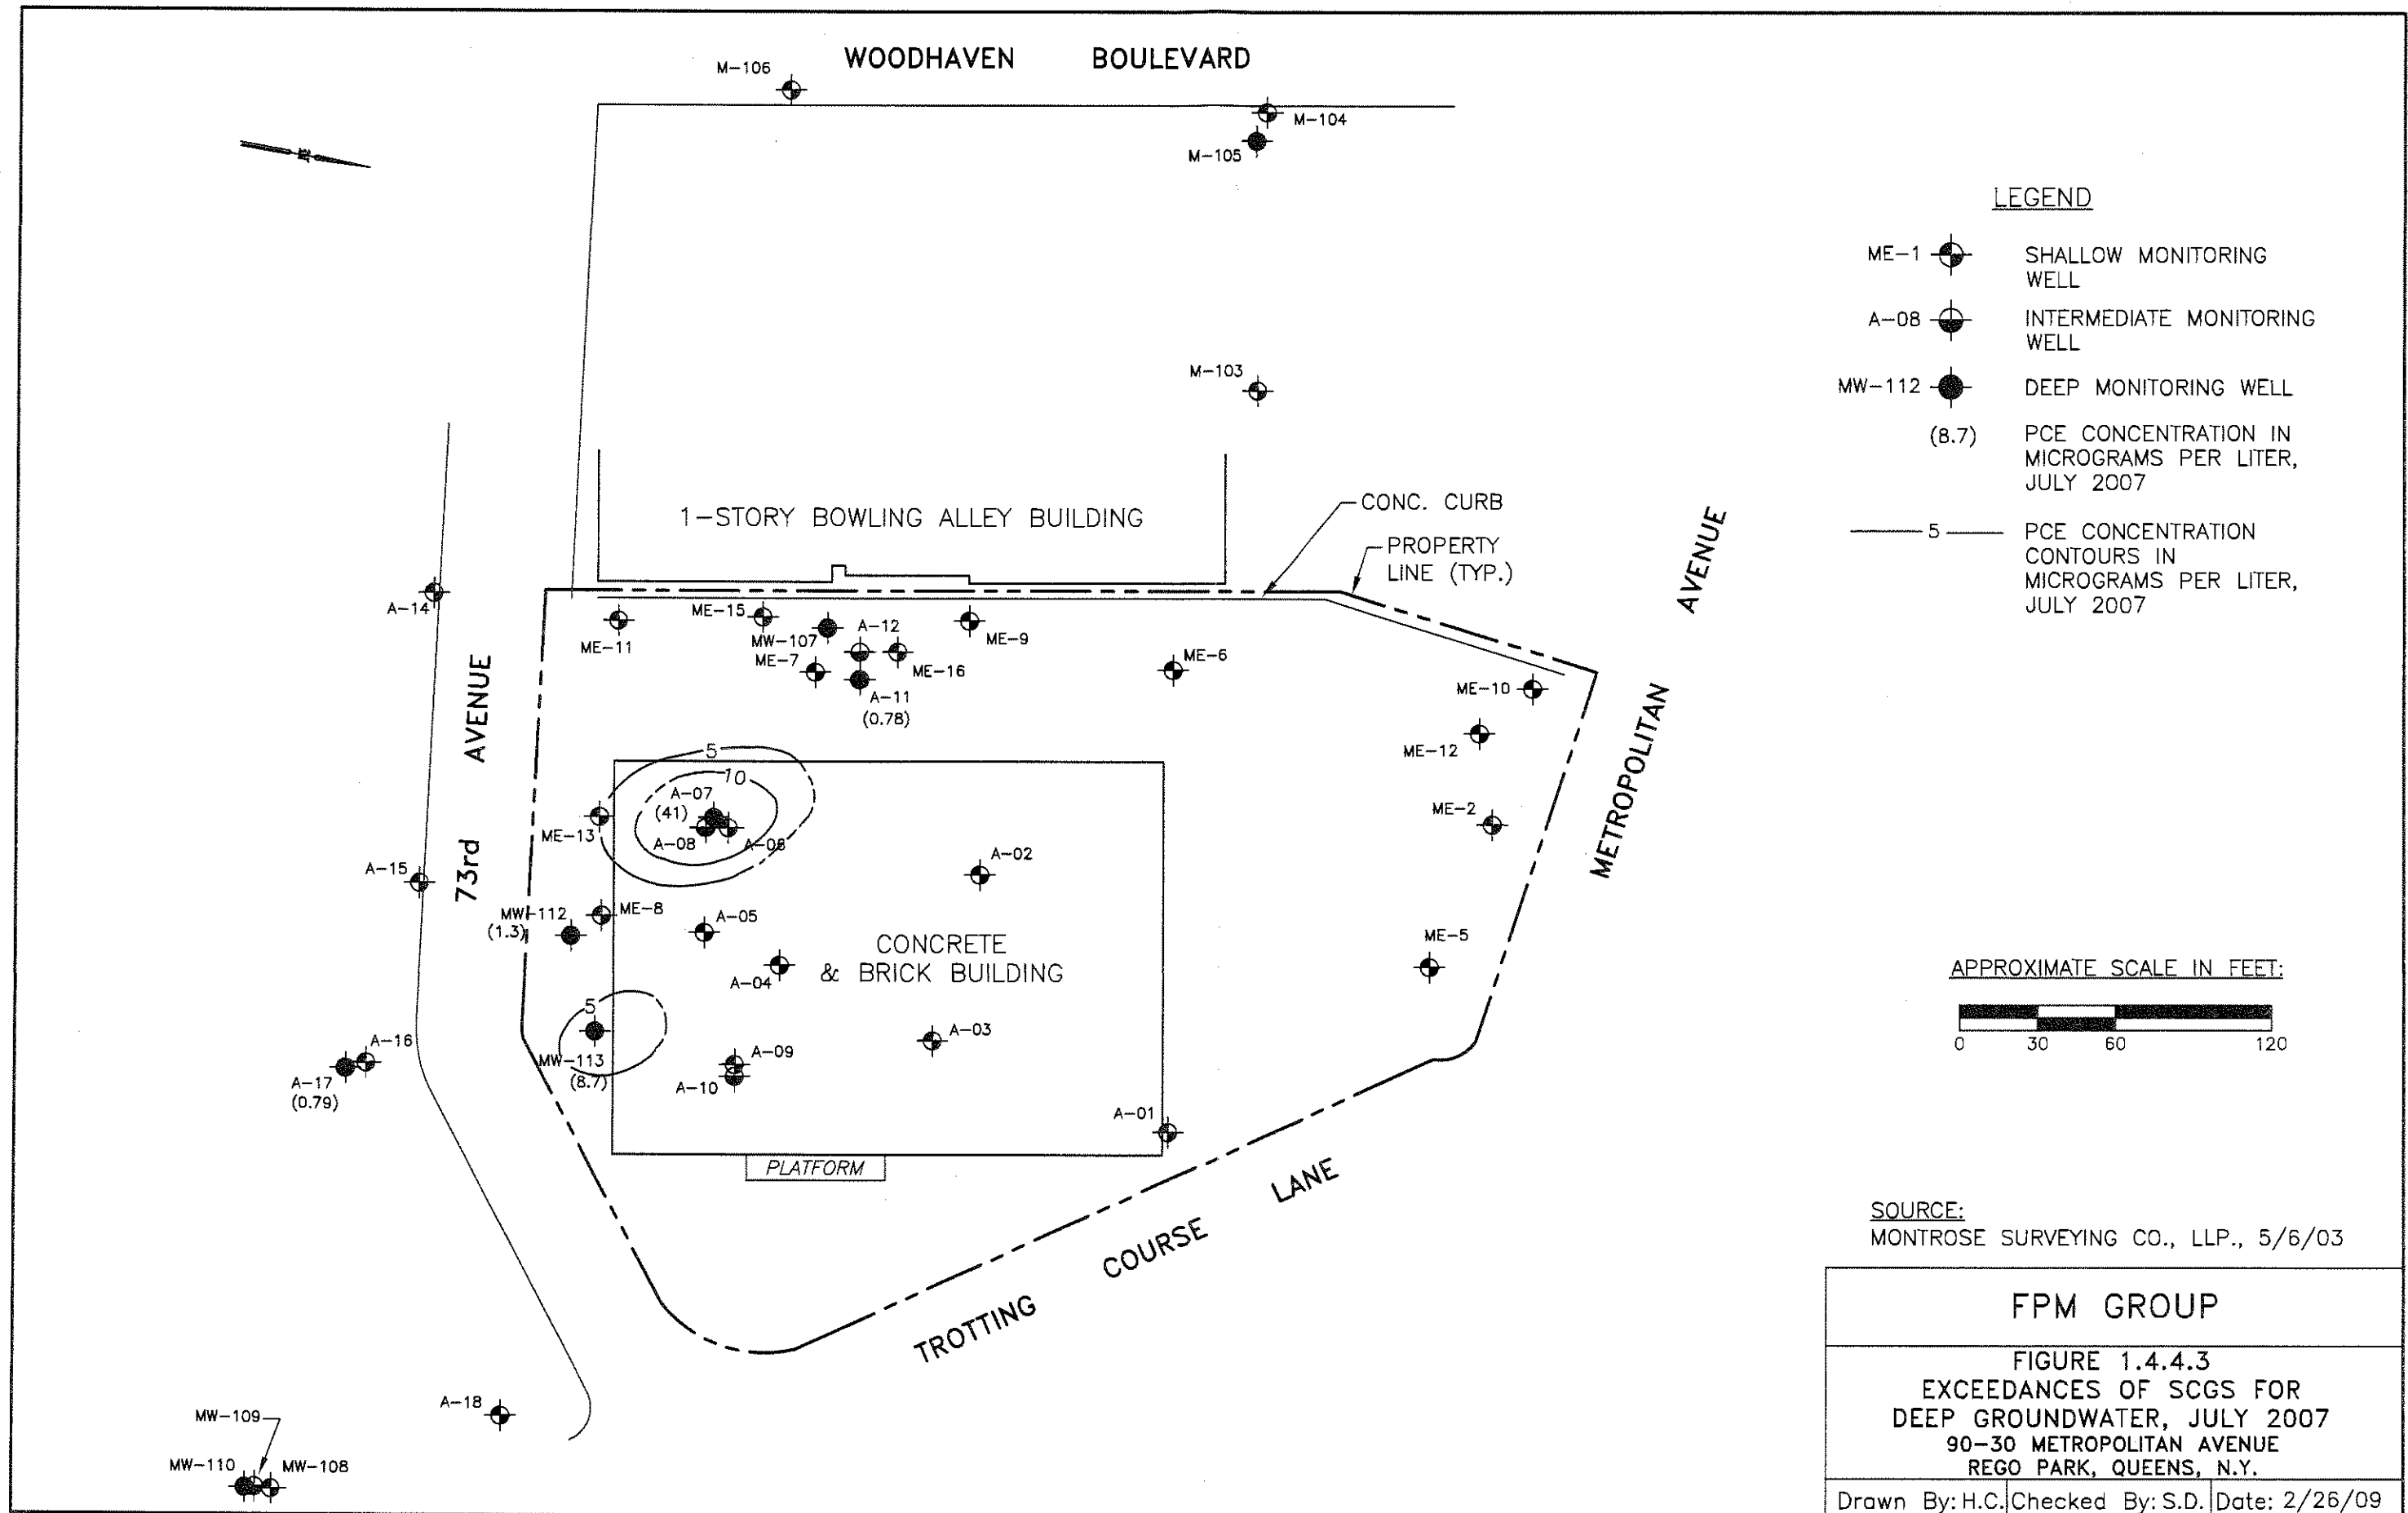 WOODHAVEN BOULEVARD
M-106
M-104
M-105
M-103
LEGEND
ME-1
SHALLOW MONITORING
WELL
A-08
INTERMEDIATE MONITORING
WELL
MW-112
DEEP MONITORING WELL
(8.7)
PCE CONCENTRATION IN
MICROGRAMS PER LITER,
JULY 2007
5
PCE CONCENTRATION
CONTOURS IN
MICROGRAMS PER LITER,
JULY 2007
1-STORY BOWLING ALLEY BUILDING
CONC. CURB
PROPERTY
LINE (TYP.)
METROPOLITAN AVENUE
73rd AVENUE
A-14
ME-11
ME-15
MW-107
ME-7
A-12
ME-16
A-11
(0.78)
ME-9
ME-6
ME-10
ME-12
ME-2
ME-5
5
10
A-07
(41)
A-08
A-06
ME-13
A-15
MW-112
(1.3)
ME-8
A-05
A-02
A-04
CONCRETE
& BRICK BUILDING
5
MW-113
(8.7)
A-09
A-10
A-03
A-01
A-16
A-17
(0.79)
PLATFORM
TROTTING COURSE LANE
A-18
MW-109
MW-110
MW-108
APPROXIMATE SCALE IN FEET:
0 30 60 120
SOURCE:
MONTROSE SURVEYING CO., LLP., 5/6/03
FPM GROUP
FIGURE 1.4.4.3
EXCEEDANCES OF SCGS FOR
DEEP GROUNDWATER, JULY 2007
90-30 METROPOLITAN AVENUE
REGO PARK, QUEENS, N.Y.
Drawn By: H.C. Checked By: S.D. Date: 2/26/09